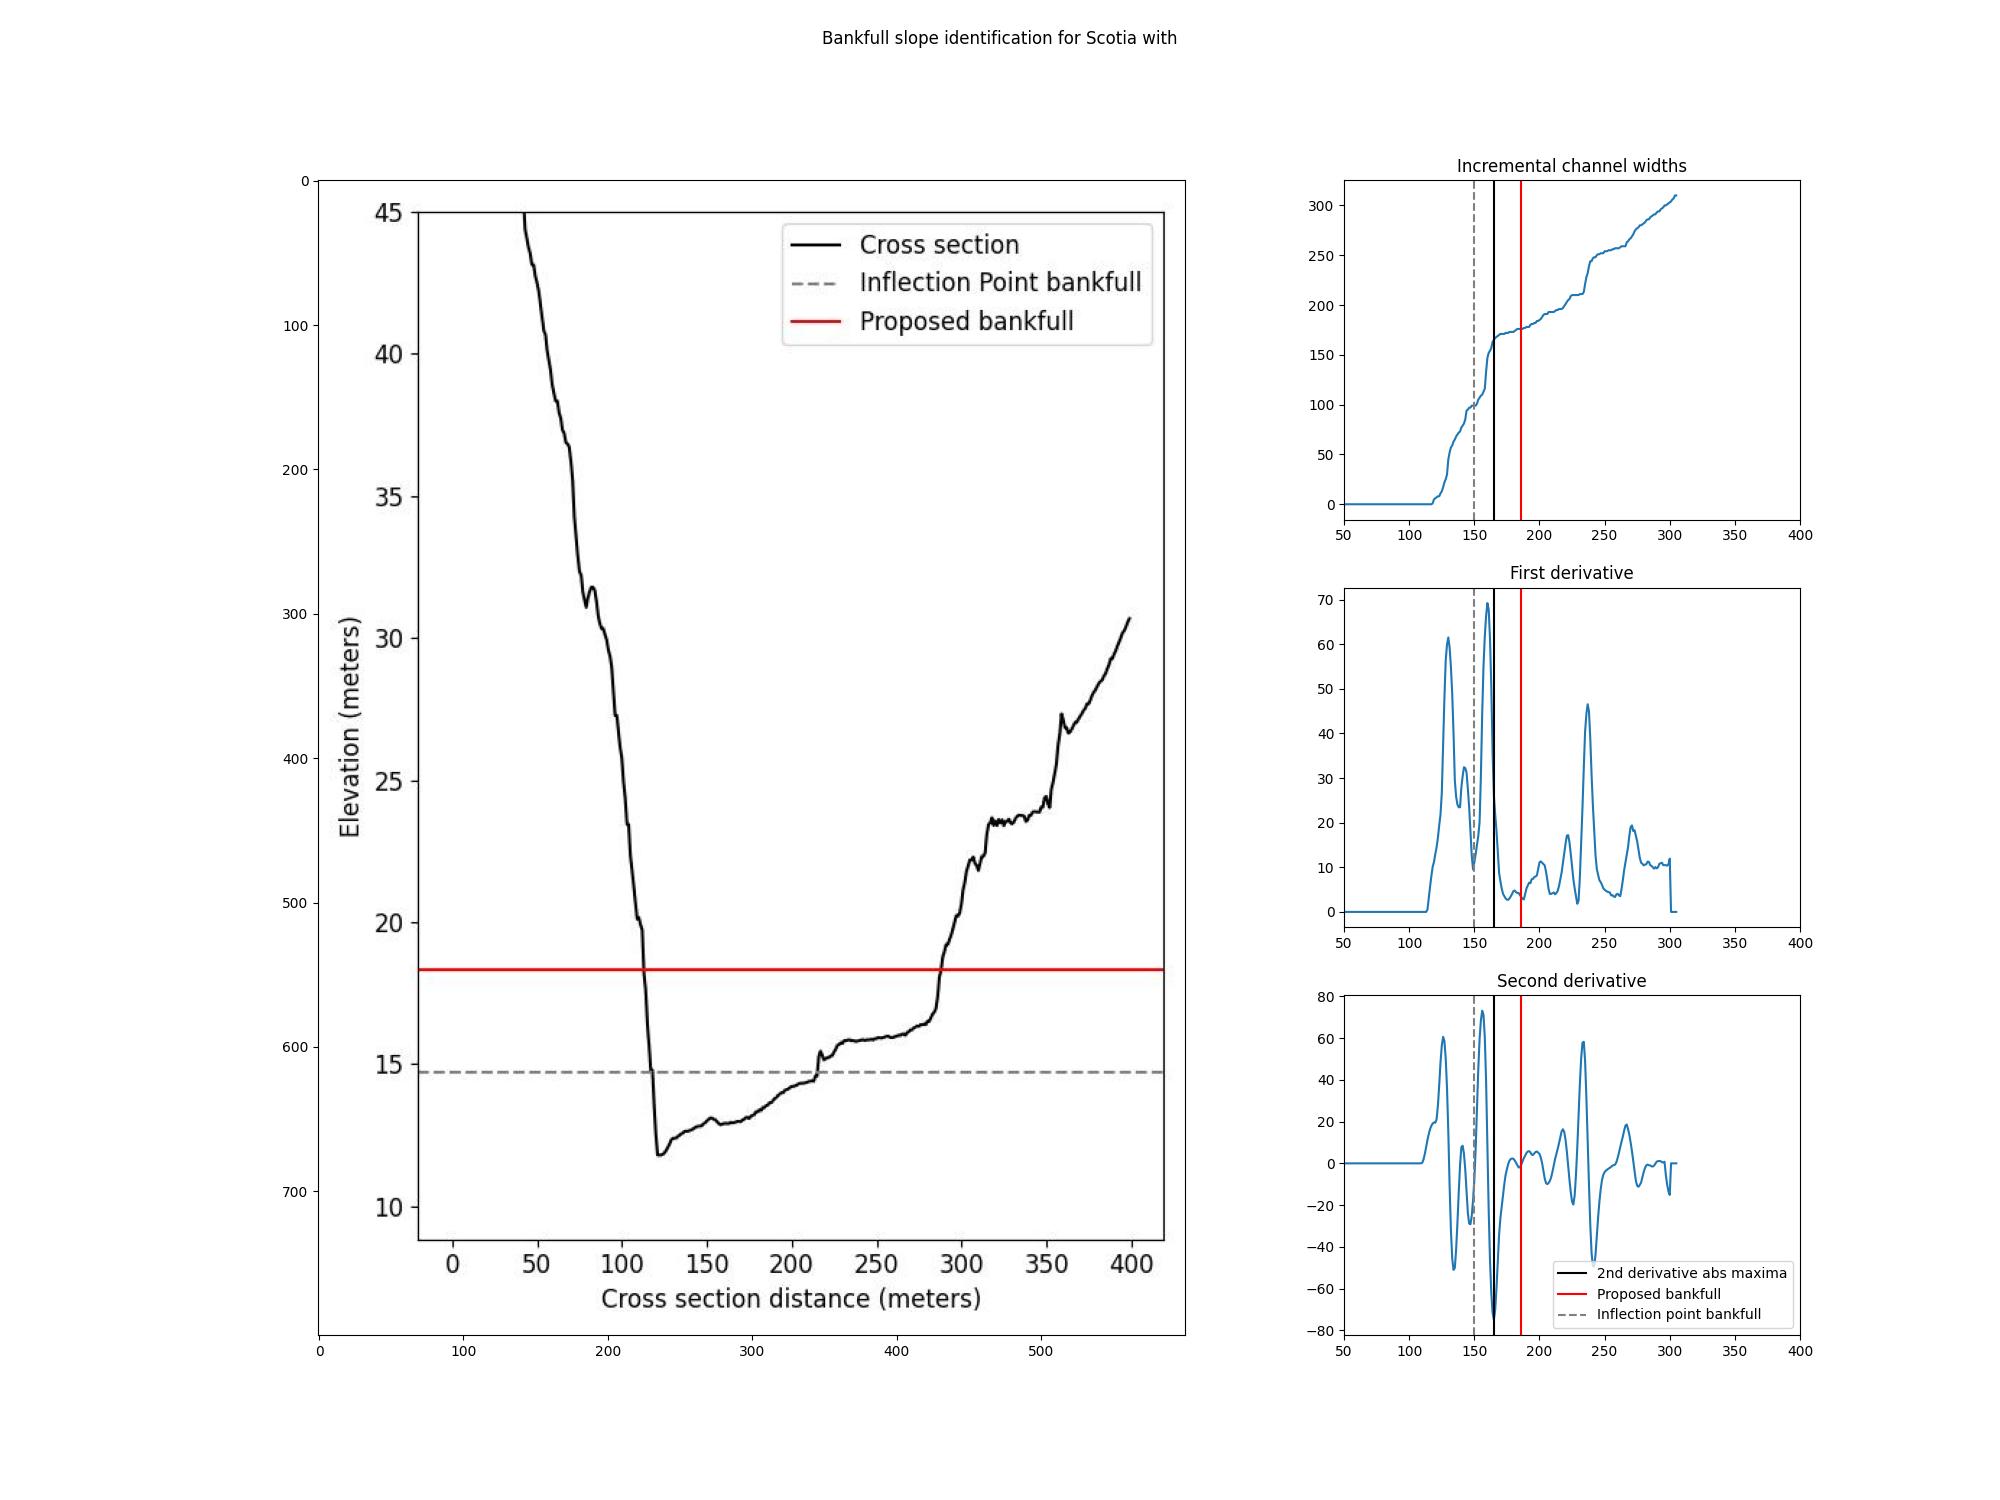 Bankfull slope identification for Scotia with
0
100
200
300
400
500
600
700
0 100 200 300 400 500
45
40
35
30
25
20
15
10
Elevation (meters)
0 50 100 150 200 250 300 350 400
Cross section distance (meters)
Cross section
Inflection Point bankfull
Proposed bankfull
Incremental channel widths
300
250
200
150
100
50
0
50 100 150 200 250 300 350 400
First derivative
70
60
50
40
30
20
10
0
50 100 150 200 250 300 350 400
Second derivative
80
60
40
20
0
−20
−40
−60
−80
50 100 150 200 250 300 350 400
2nd derivative abs maxima
Proposed bankfull
Inflection point bankfull